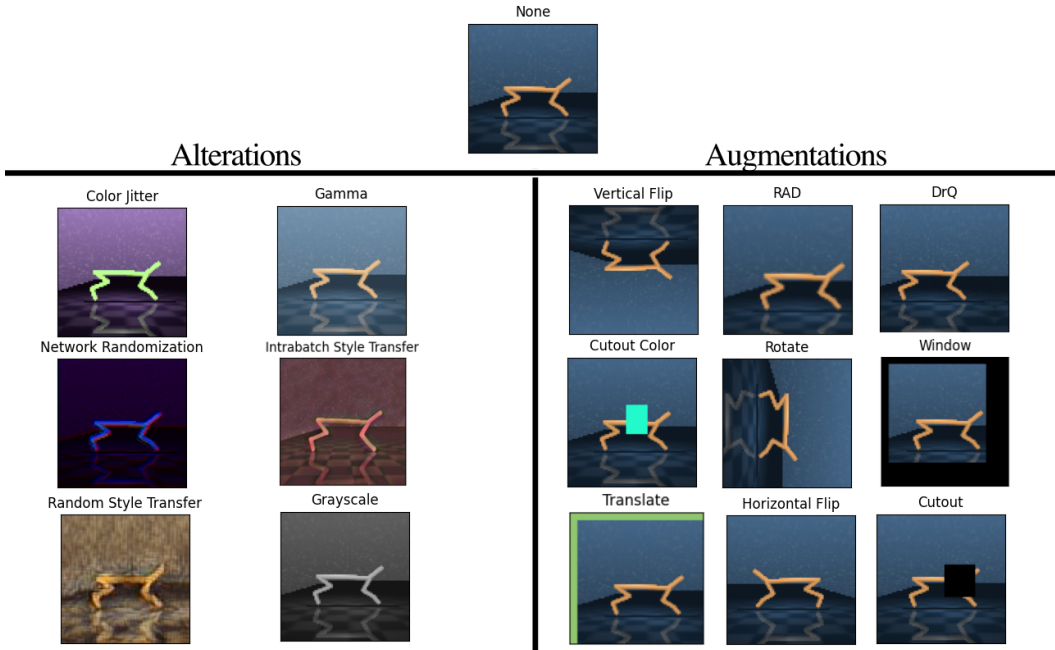 None
Alterations
Augmentations
Color Jitter
Gamma
Vertical Flip
RAD
DrQ
Network Randomization
Intrabatch Style Transfer
Cutout Color
Rotate
Window
Random Style Transfer
Grayscale
Translate
Horizontal Flip
Cutout